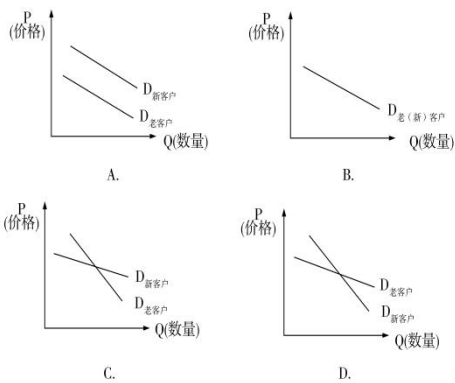 P
(价格)
D新客户
D老客户
Q(数量)
A.
P
(价格)
D老(新)客户
Q(数量)
B.
P
(价格)
D新客户
D老客户
Q(数量)
C.
P
(价格)
D老客户
D新客户
Q(数量)
D.